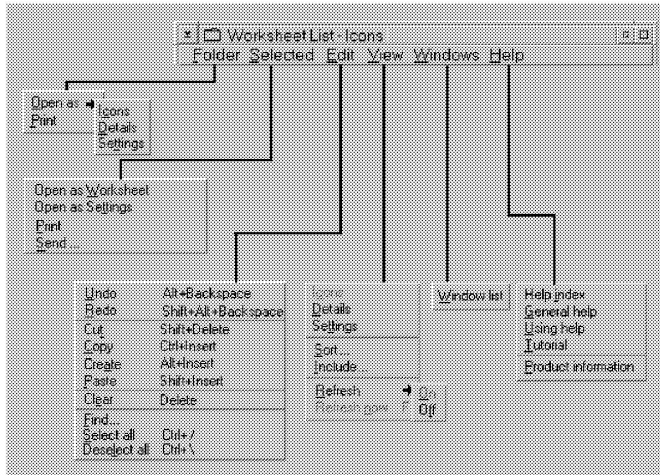 Worksheet List - Icons
Folder Selected Edit View Windows Help
Open as
Print
Icons
Details
Settings
Open as Worksheet
Open as Settings
Print
Send ...
Undo Alt+Backspace
Redo Shift+Alt+Backspace
Cut Shift+Delete
Copy Ctrl+Insert
Create Alt+Insert
Paste Shift+Insert
Clear Delete
Find...
Select all Ctrl+ /
Deselect all Ctrl+ \
Icons
Details
Settings
Sort...
Include...
Refresh
Refresh now
On
Off
Window list
Help index
General help
Using help
Tutorial
Product information